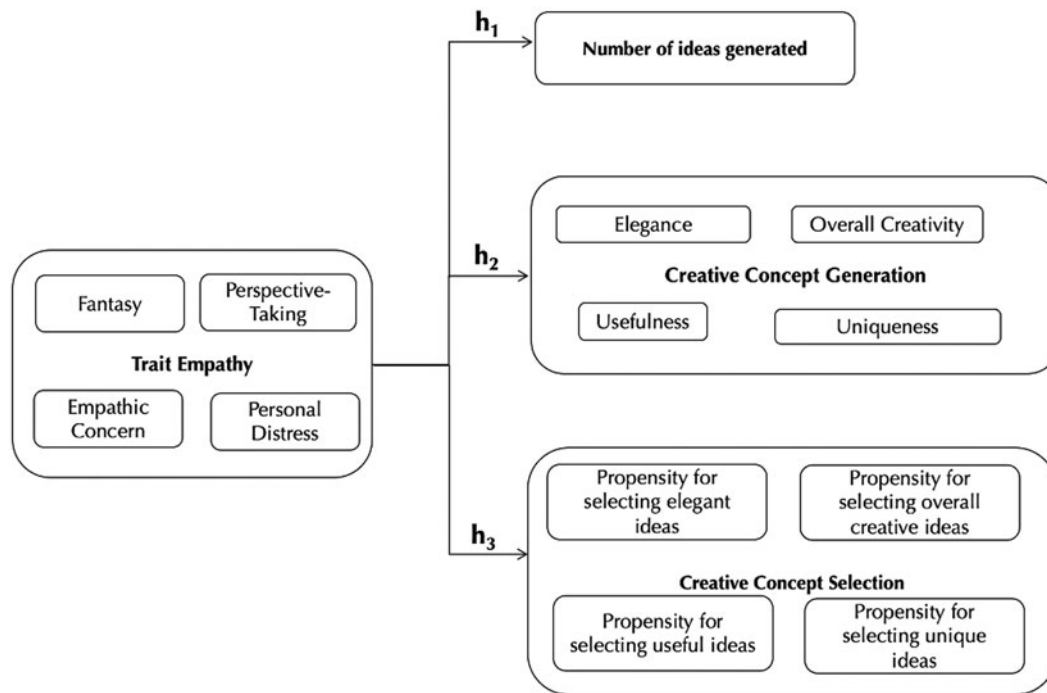 h1
Number of ideas generated
h2
Elegance
Overall Creativity
Creative Concept Generation
Usefulness
Uniqueness
Fantasy
Perspective-
Taking
Trait Empathy
Empathic
Concern
Personal
Distress
h3
Propensity for
selecting elegant
ideas
Propensity for
selecting overall
creative ideas
Creative Concept Selection
Propensity for
selecting useful ideas
Propensity for
selecting unique
ideas